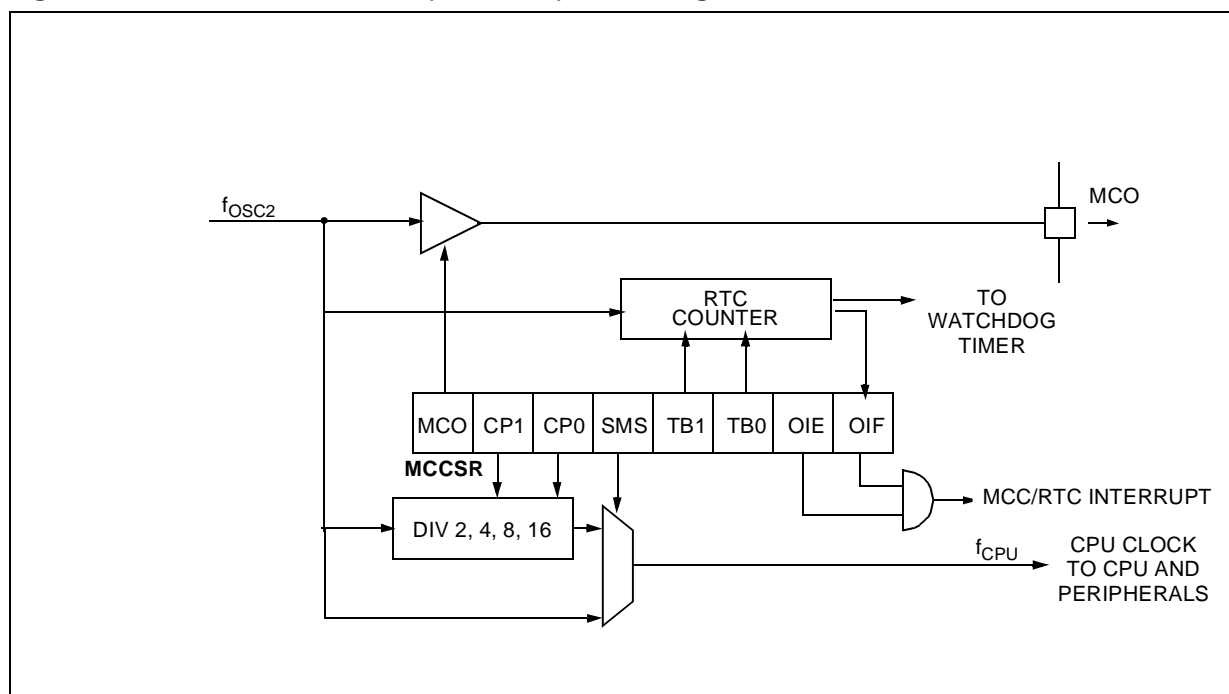 fOSC2
MCO
RTC
COUNTER
TO
WATCHDOG
TIMER
MCO CP1 CP0 SMS TB1 TB0 OIE OIF
MCCSR
MCC/RTC INTERRUPT
DIV 2, 4, 8, 16
fCPU
CPU CLOCK
TO CPU AND
PERIPHERALS